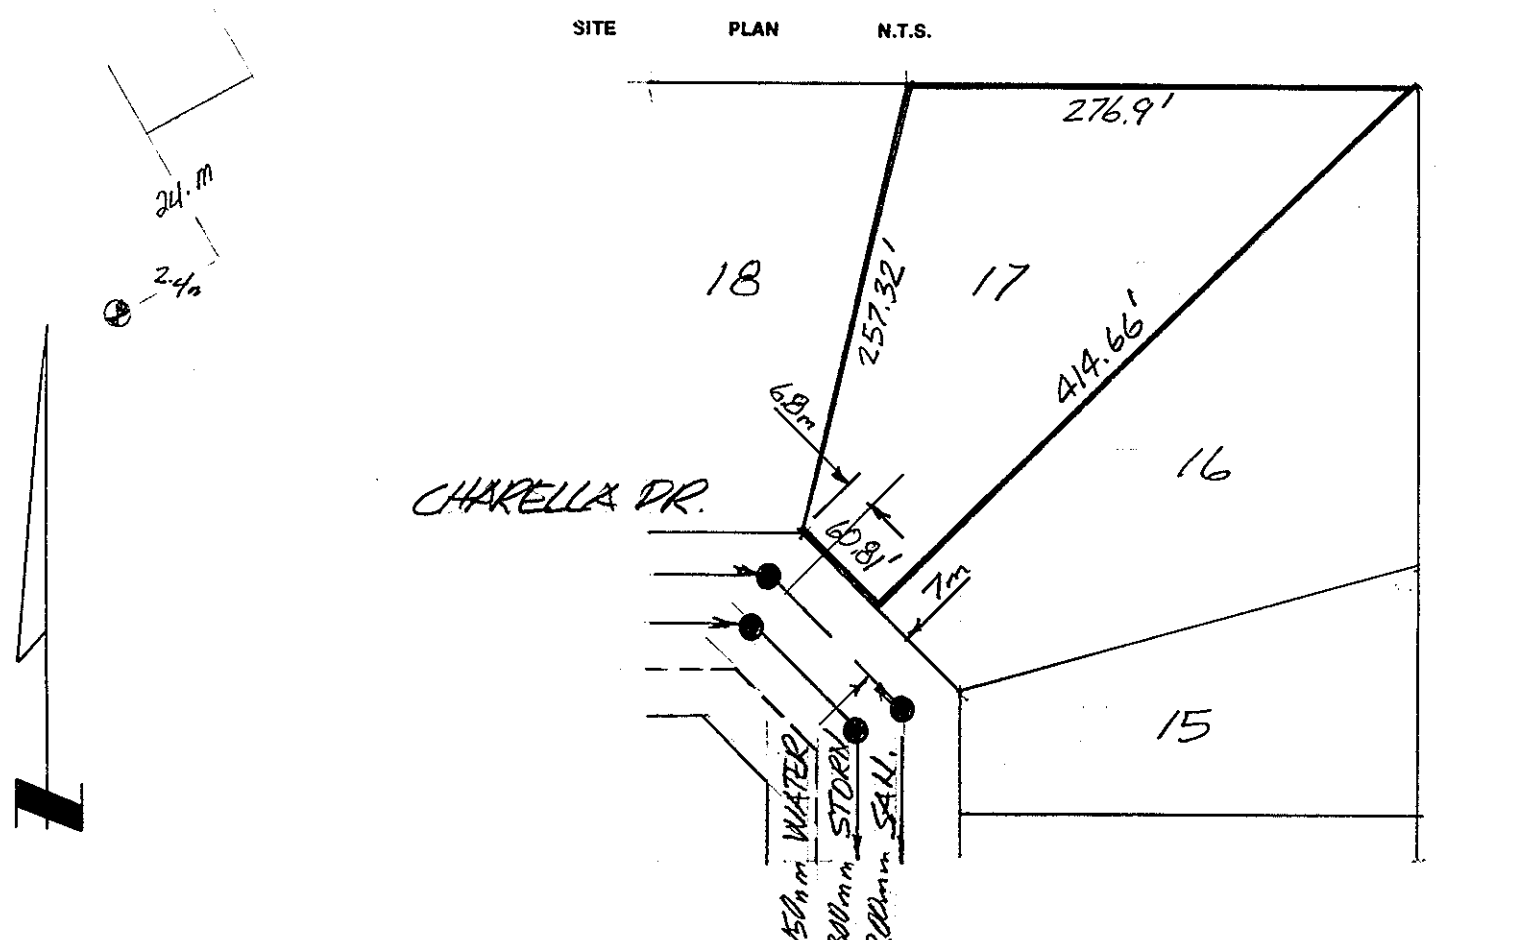 SITE PLAN N.T.S.
276.9'
24.m
2.4m
18
17
257.32'
414.66'
6.8m
16
CHARELLA DR.
60.81'
7m
15
150mm WATER
STORM
SAN.